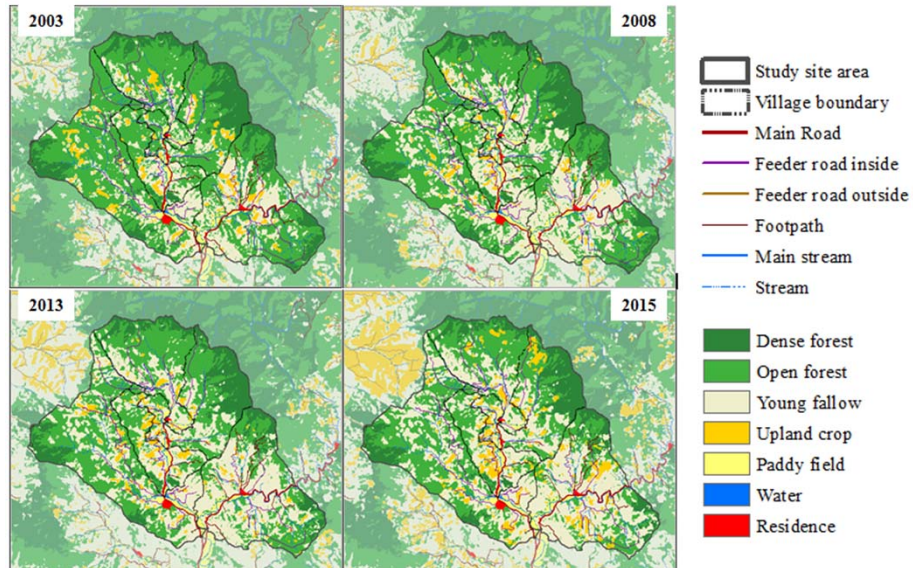 2003
2008
2013
2015
Study site area
Village boundary
Main Road
Feeder road inside
Feeder road outside
Footpath
Main stream
Stream
Dense forest
Open forest
Young fallow
Upland crop
Paddy field
Water
Residence